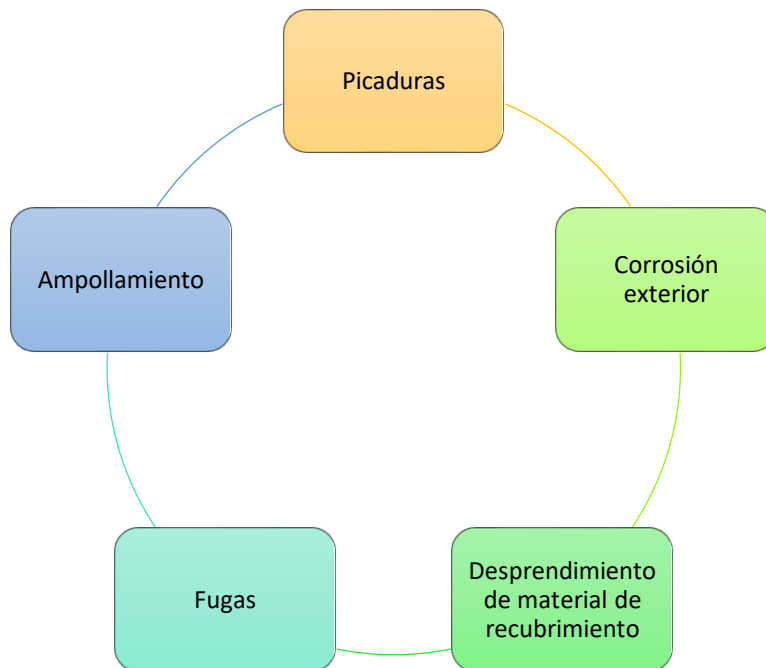 Picaduras
Corrosión
exterior
Desprendimiento
de material de
recubrimiento
Fugas
Ampollamiento